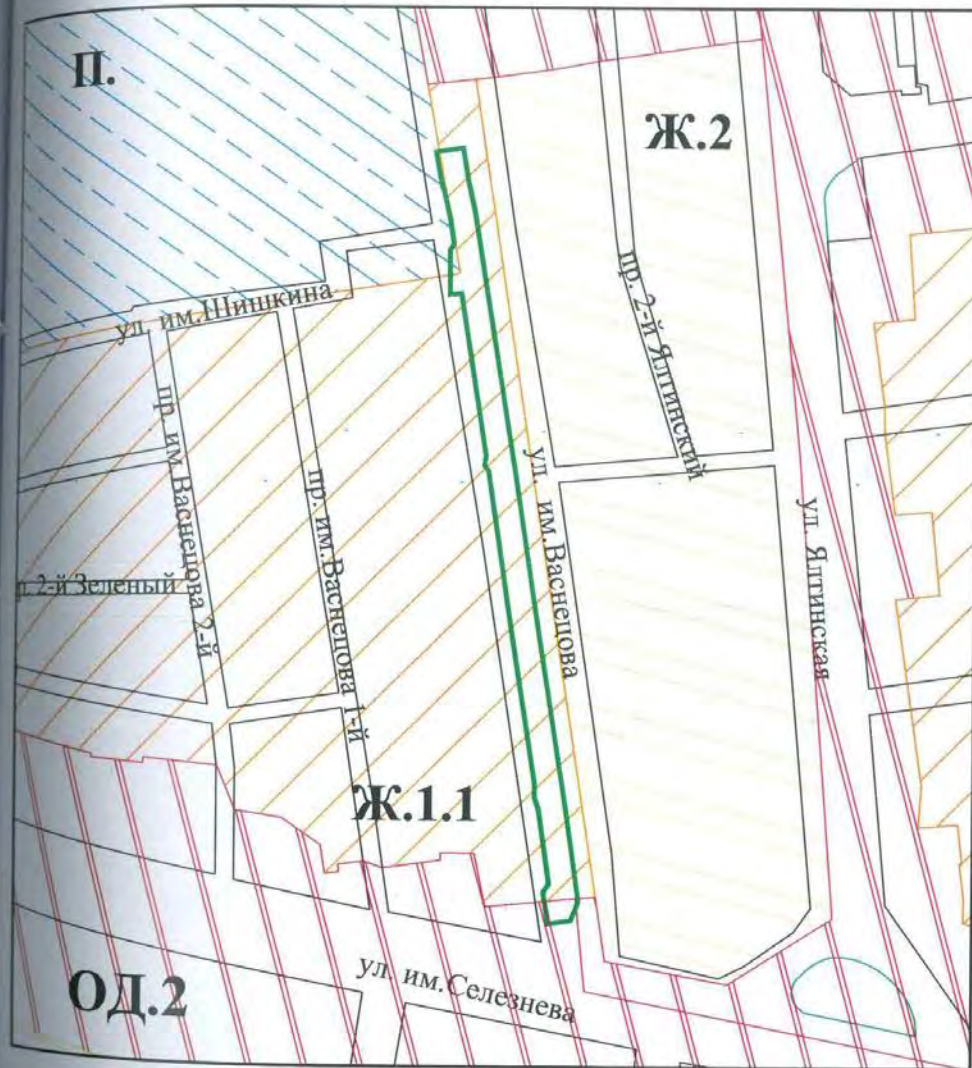 П.
Ж.2
ул. им.Шишкина
пр. 2-й Ялтинский
пр. им.Васнецова 2-й
пр. им.Васнецова 1-й
ул. им.Васнецова
ул. Ялтинская
2-й Зеленый
Ж.1.1
ОД.2
ул. им.Селезнева